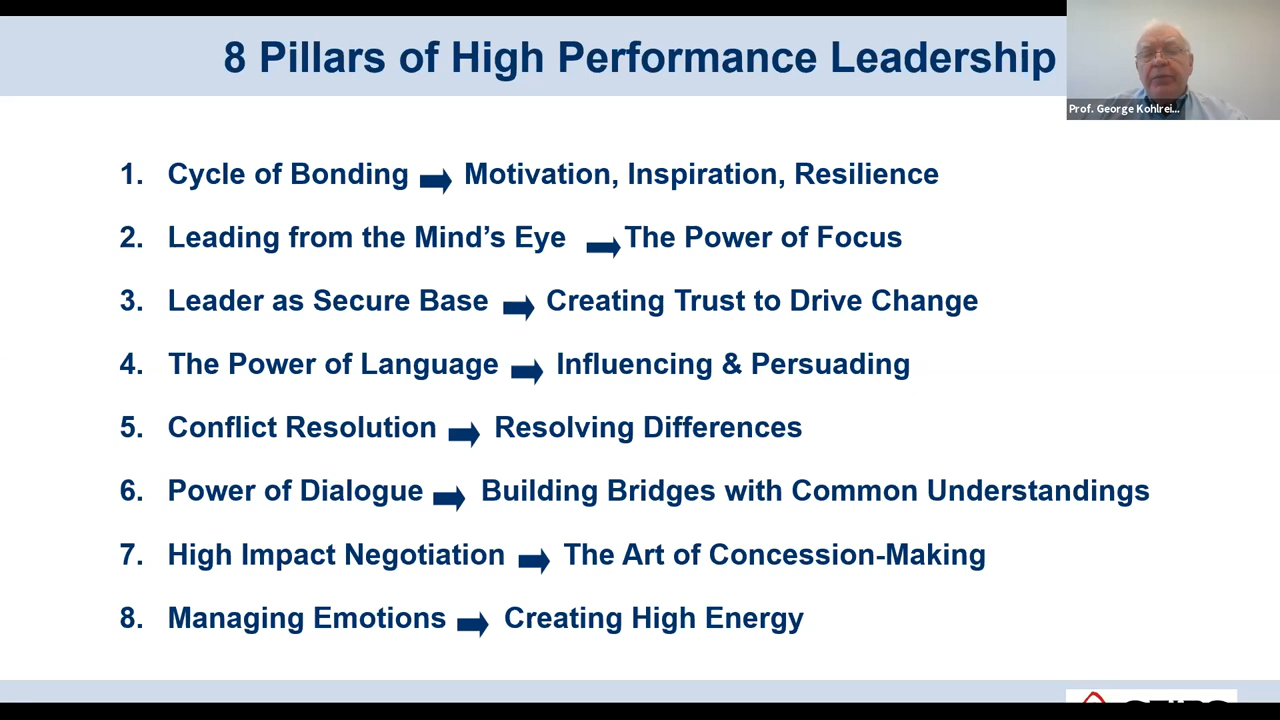 8 Pillars of High Performance Leadership
Prof. George Kohlrei...
1. Cycle of Bonding Motivation, Inspiration, Resilience
2. Leading from the Mind’s Eye The Power of Focus
3. Leader as Secure Base Creating Trust to Drive Change
4. The Power of Language Influencing & Persuading
5. Conflict Resolution Resolving Differences
6. Power of Dialogue Building Bridges with Common Understandings
7. High Impact Negotiation The Art of Concession-Making
8. Managing Emotions Creating High Energy